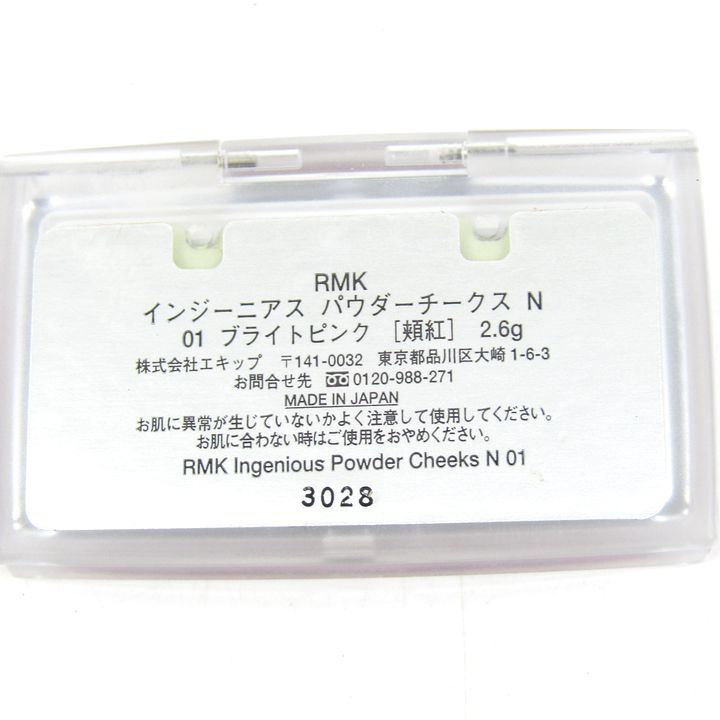 RMK
インジーニアス パウダーチークス N
01 ブライトピンク [頬紅] 2.6g
株式会社エキップ 〒141-0032 東京都品川区大崎1-6-3
お問合せ先 0120-988-271
MADE IN JAPAN
お肌に異常が生じていないかよく注意して使用してください。
お肌に合わない時はご使用をおやめください。
RMK Ingenious Powder Cheeks N 01
3028